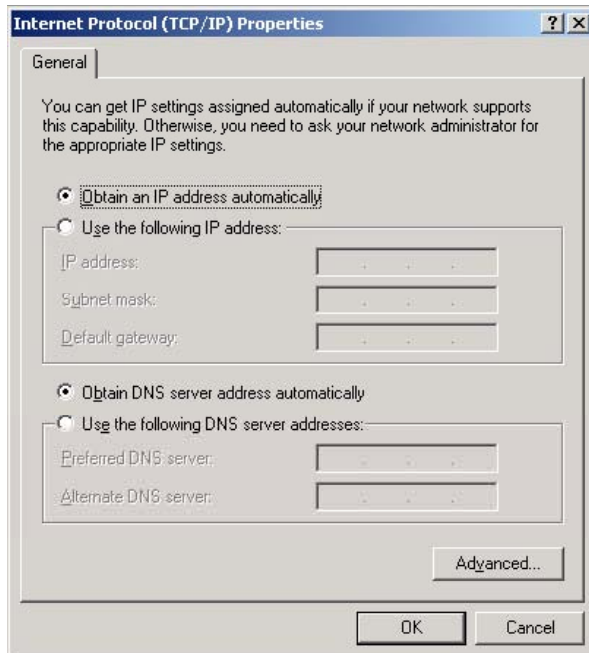 Internet Protocol (TCP/IP) Properties
General
You can get IP settings assigned automatically if your network supports
this capability. Otherwise, you need to ask your network administrator for
the appropriate IP settings.
Obtain an IP address automatically
Use the following IP address:
IP address:
Subnet mask:
Default gateway:
Obtain DNS server address automatically
Use the following DNS server addresses:
Preferred DNS server:
Alternate DNS server:
Advanced...
OK Cancel